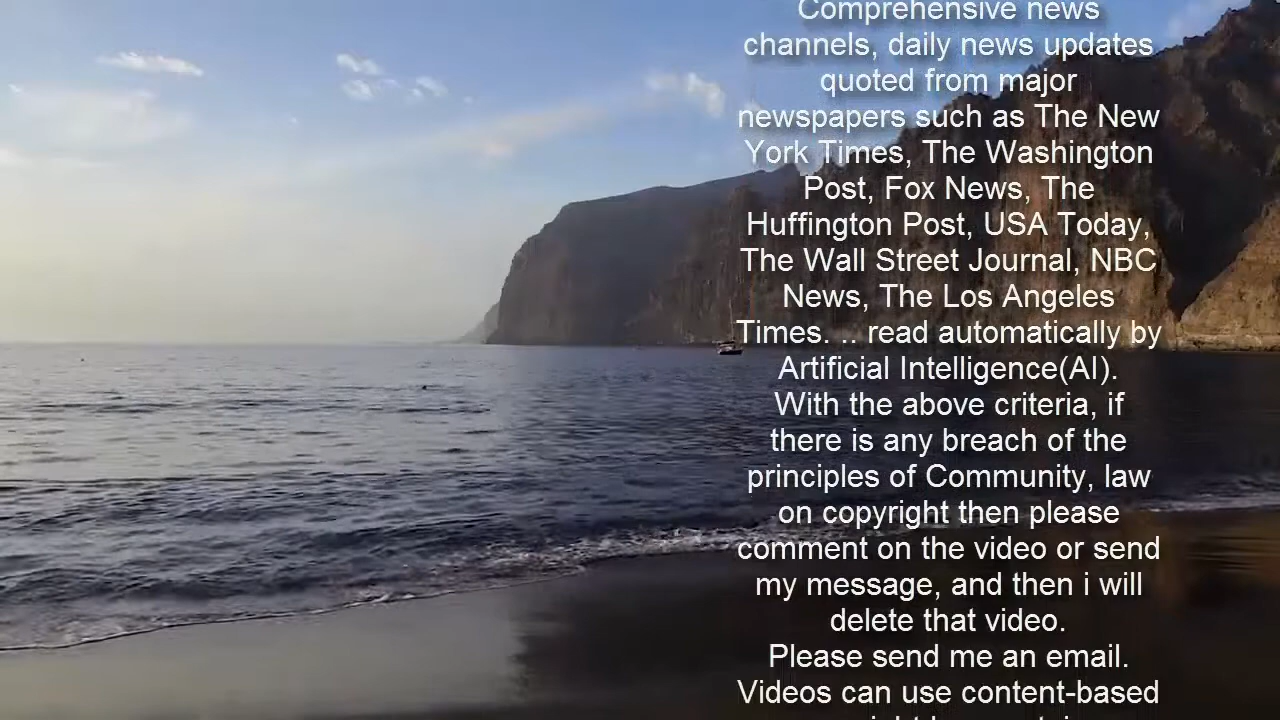 Comprehensive news
channels, daily news updates
quoted from major
newspapers such as The New
York Times, The Washington
Post, Fox News, The
Huffington Post, USA Today,
The Wall Street Journal, NBC
News, The Los Angeles
Times. .. read automatically by
Artificial Intelligence(AI).
With the above criteria, if
there is any breach of the
principles of Community, law
on copyright then please
comment on the video or send
my message, and then i will
delete that video.
Please send me an email.
Videos can use content-based